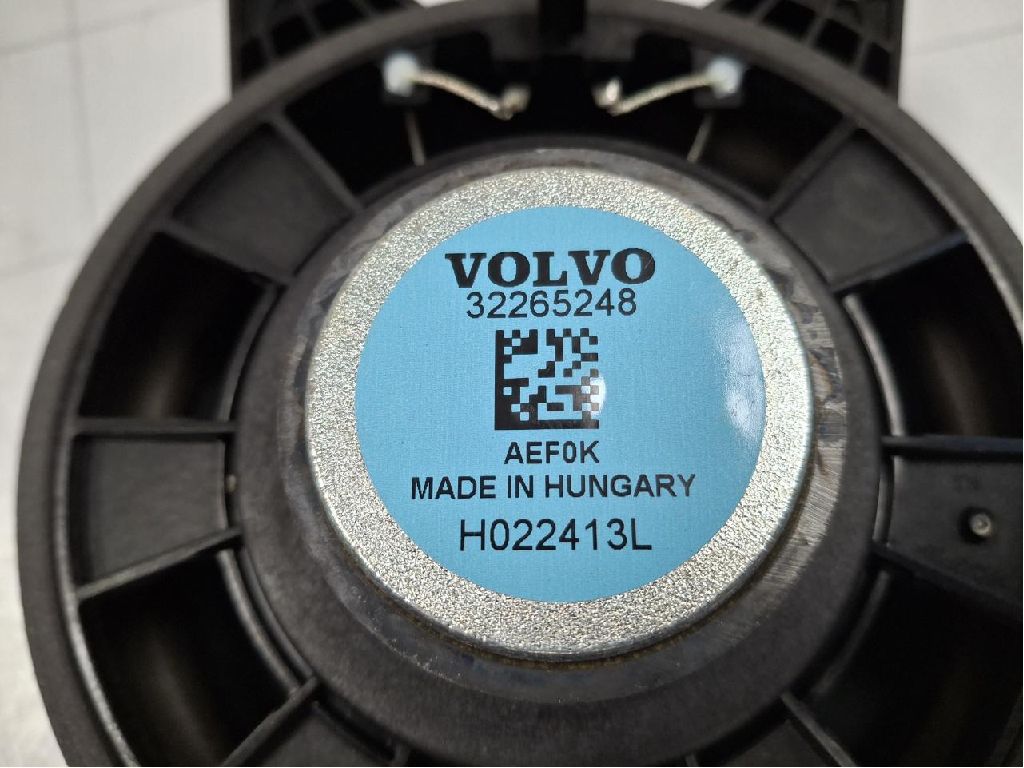 VOLVO
32265248
AEF0K
MADE IN HUNGARY
H022413L